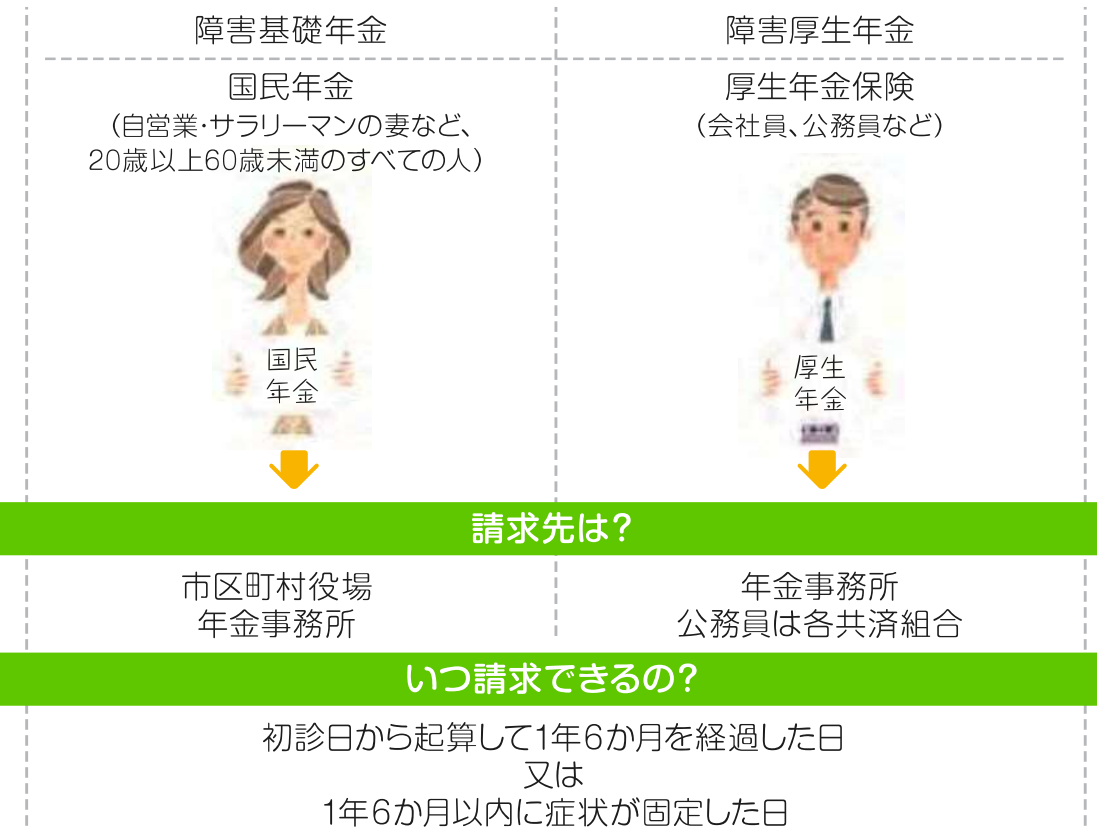 障害基礎年金
国民年金
（自営業・サラリーマンの妻など、
20歳以上60歳未満のすべての人）
国民
年金
障害厚生年金
厚生年金保険
（会社員、公務員など）
厚生
年金
請求先は？
市区町村役場
年金事務所
年金事務所
公務員は各共済組合
いつ請求できるの？
初診日から起算して1年6か月を経過した日
又は
1年6か月以内に症状が固定した日